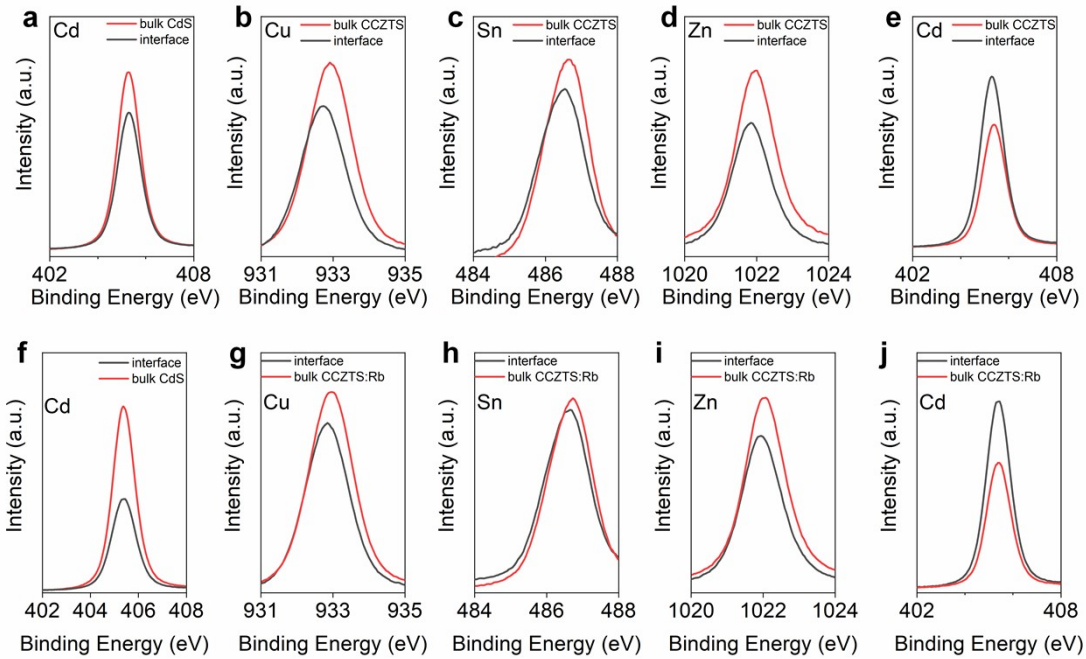 a
Cd
bulk CdS
interface
Intensity (a.u.)
402 408
Binding Energy (eV)
b
Cu
bulk CCZTS
interface
Intensity (a.u.)
931 933 935
Binding Energy (eV)
c
Sn
bulk CCZTS
interface
Intensity (a.u.)
484 486 488
Binding Energy (eV)
d
Zn
bulk CCZTS
interface
Intensity (a.u.)
1020 1022 1024
Binding Energy (eV)
e
Cd
bulk CCZTS
interface
Intensity (a.u.)
402 408
Binding Energy (eV)
f
Cd
interface
bulk CdS
Intensity (a.u.)
402 404 406 408
Binding Energy (eV)
g
Cu
interface
bulk CCZTS:Rb
Intensity (a.u.)
931 933 935
Binding Energy (eV)
h
Sn
interface
bulk CCZTS:Rb
Intensity (a.u.)
484 486 488
Binding Energy (eV)
i
Zn
interface
bulk CCZTS:Rb
Intensity (a.u.)
1020 1022 1024
Binding Energy (eV)
j
Cd
interface
bulk CCZTS:Rb
Intensity (a.u.)
402 408
Binding Energy (eV)